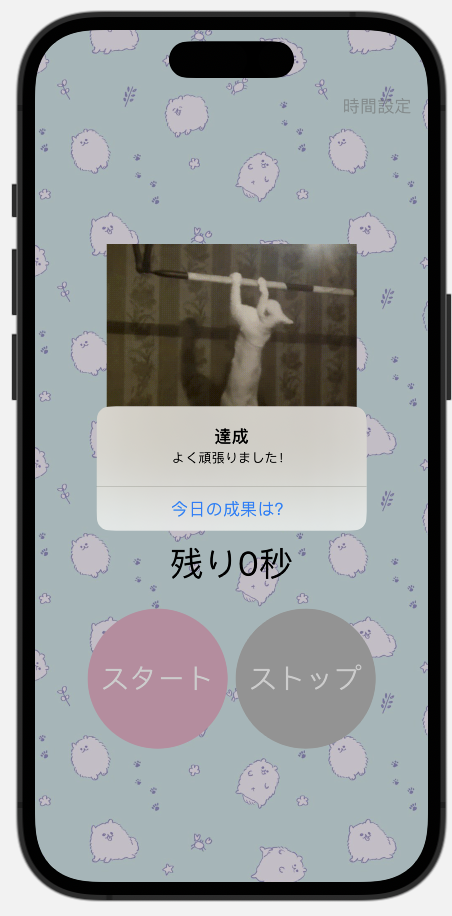 時間設定
達成
よく頑張りました!
今日の成果は?
残り0秒
スタート
ストップ